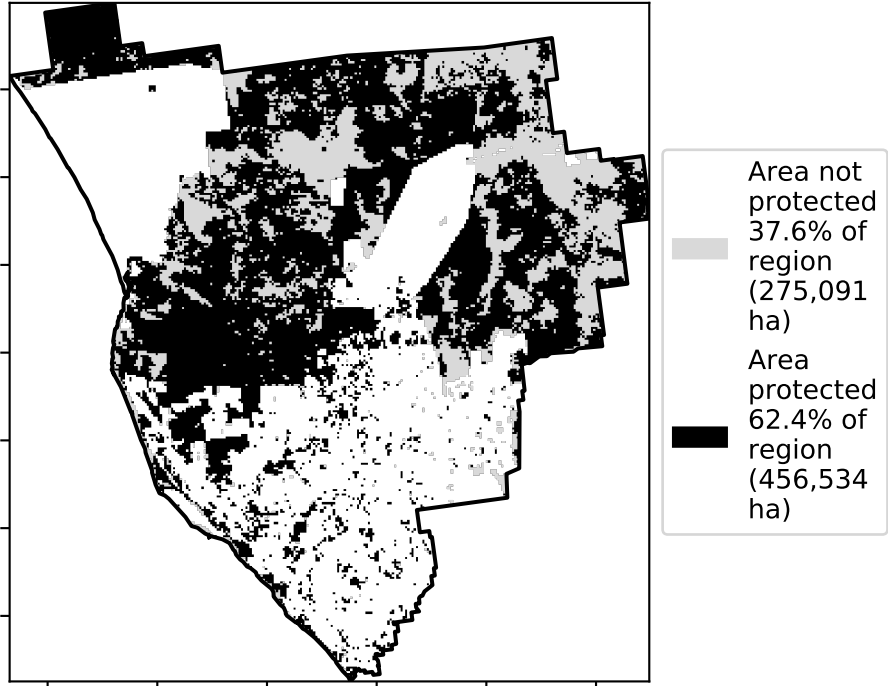 Area not
protected
37.6% of
region
(275,091
ha)
Area
protected
62.4% of
region
(456,534
ha)